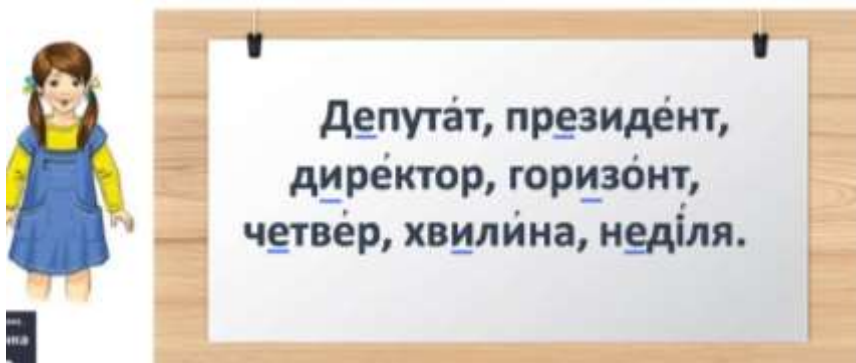 Депута́т, президе́нт,
дире́ктор, горизо́нт,
четве́р, хвили́на, неді́ля.